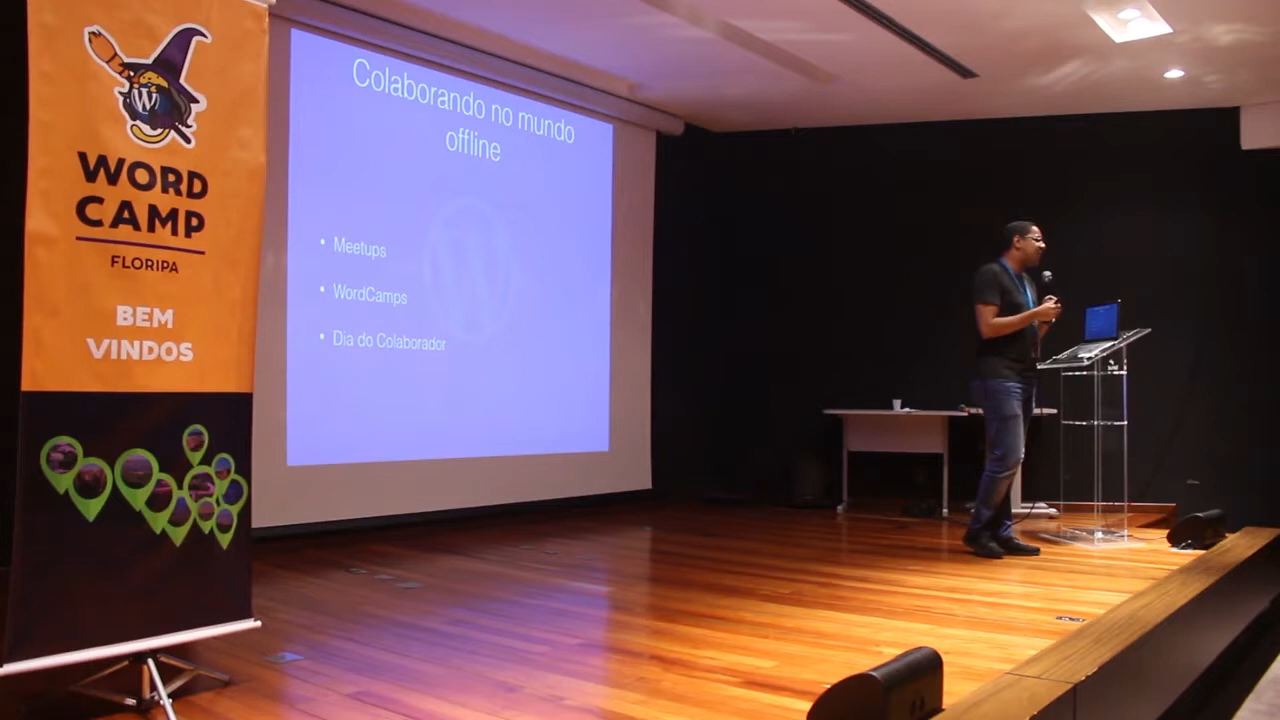 WORD
CAMP
FLORIPA
BEM
VINDOS
Colaborando no mundo
offline
• Meetups
• WordCamps
• Dia do Colaborador